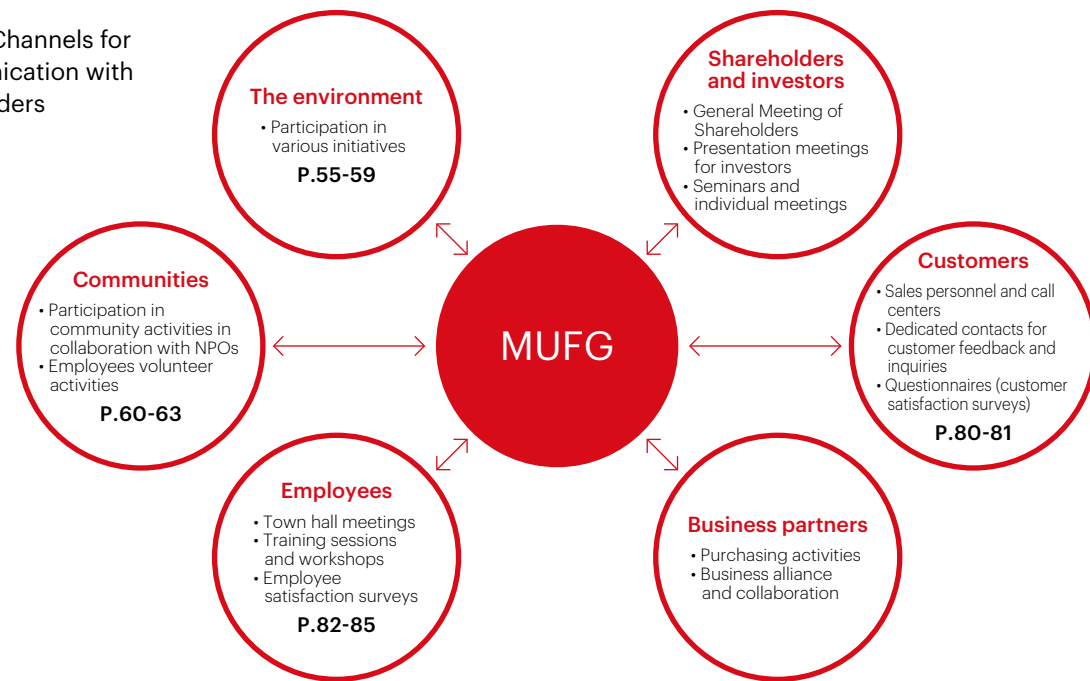 Channels for
ication with
ders
The environment
• Participation in
various initiatives
P.55-59
Shareholders
and investors
• General Meeting of
Shareholders
• Presentation meetings
for investors
• Seminars and
individual meetings
Communities
• Participation in
community activities in
collaboration with NPOs
• Employees volunteer
activities
P.60-63
MUFG
Customers
• Sales personnel and call
centers
• Dedicated contacts for
customer feedback and
inquiries
• Questionnaires (customer
satisfaction surveys)
P.80-81
Employees
• Town hall meetings
• Training sessions
and workshops
• Employee
satisfaction surveys
P.82-85
Business partners
• Purchasing activities
• Business alliance
and collaboration